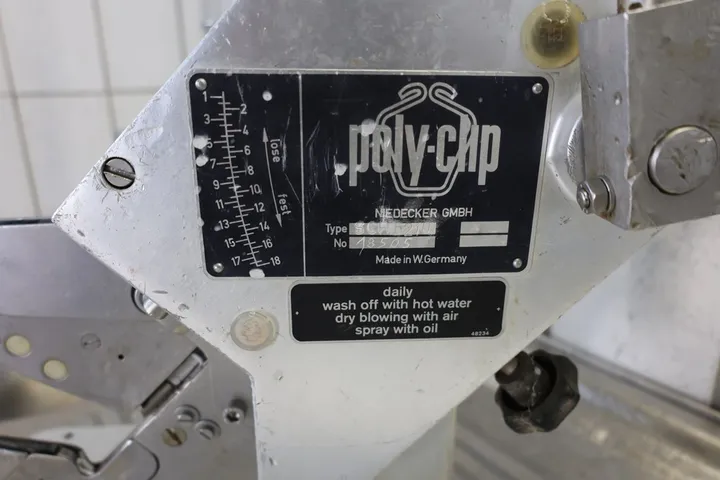 1
2
3
4
5
6
7
8
9
10
11
12
13
14
15
16
17
18
lose
fest
poly-clip
NIEDECKER GMBH
Type
No 18505
Made in W.Germany
daily
wash off with hot water
dry blowing with air
spray with oil
48234